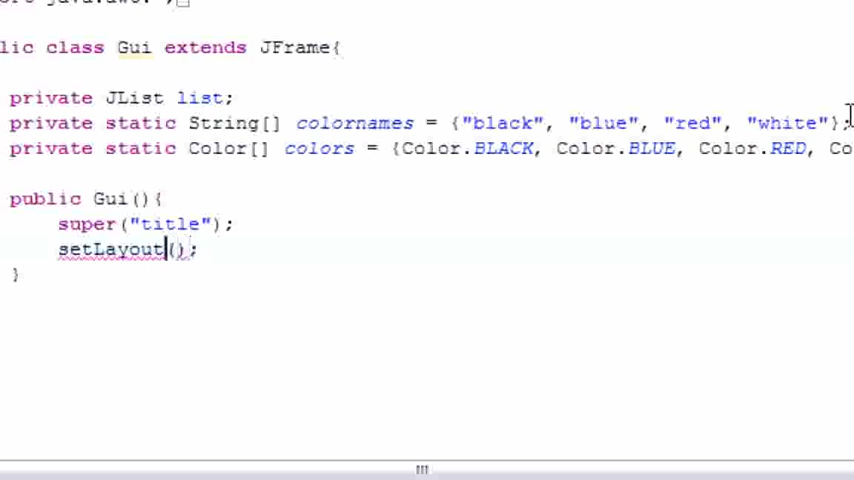 lic class Gui extends JFrame{
private JList list;
private static String[] colornames = {"black", "blue", "red", "white"};
private static Color[] colors = {Color.BLACK, Color.BLUE, Color.RED, Co
public Gui(){
super("title");
setLayout();
}